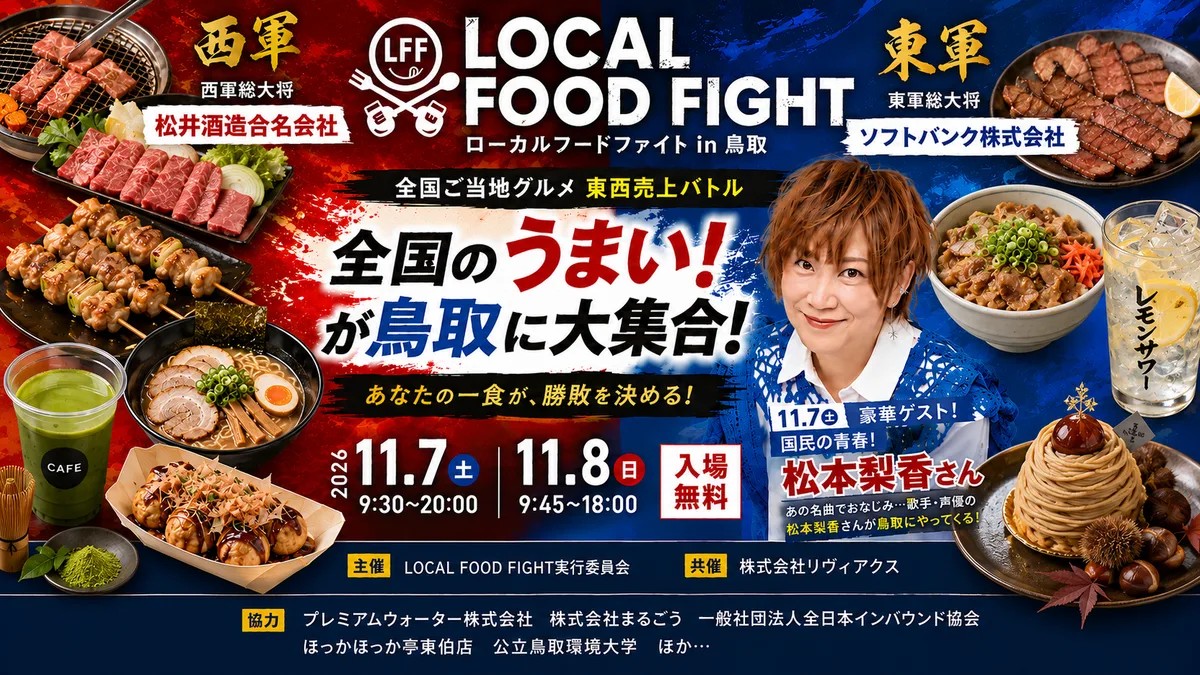 西軍
西軍総大将
松井酒造合名会社
LFF
LOCAL
FOOD FIGHT
ローカルフードファイト in 鳥取
東軍
東軍総大将
ソフトバンク株式会社
全国ご当地グルメ 東西売上バトル
全国のうまい!
が鳥取に大集合!
あなたの一食が、勝敗を決める!
2026
11.7 土
9:30~20:00
11.8 日
9:45~18:00
入場
無料
11.7 土 豪華ゲスト!
国民の青春!
松本梨香さん
あの名曲でおなじみ…歌手・声優の
松本梨香さんが鳥取にやってくる!
レモンサワー
CAFE
主催 LOCAL FOOD FIGHT実行委員会
共催 株式会社リヴィアクス
協力 プレミアムウォーター株式会社 株式会社まるごう 一般社団法人全日本インバウンド協会
ほっかほっか亭東伯店 公立鳥取環境大学 ほか…